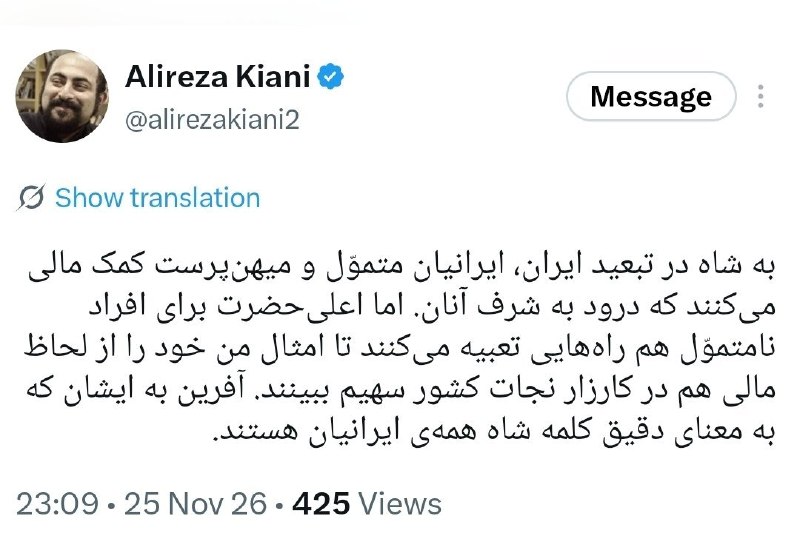 Alireza Kiani
@alirezakiani2
Message
Show translation
به شاه در تبعید ایران، ایرانیان متموّل و میهن‌پرست کمک مالی
می‌کنند که درود به شرف آنان. اما اعلی‌حضرت برای افراد
نامتموّل هم راه‌هایی تعبیه می‌کنند تا امثال من خود را از لحاظ
مالی هم در کارزار نجات کشور سهیم ببینند. آفرین به ایشان که
به معنای دقیق کلمه شاه همه‌ی ایرانیان هستند.
23:09 • 25 Nov 26 • 425 Views